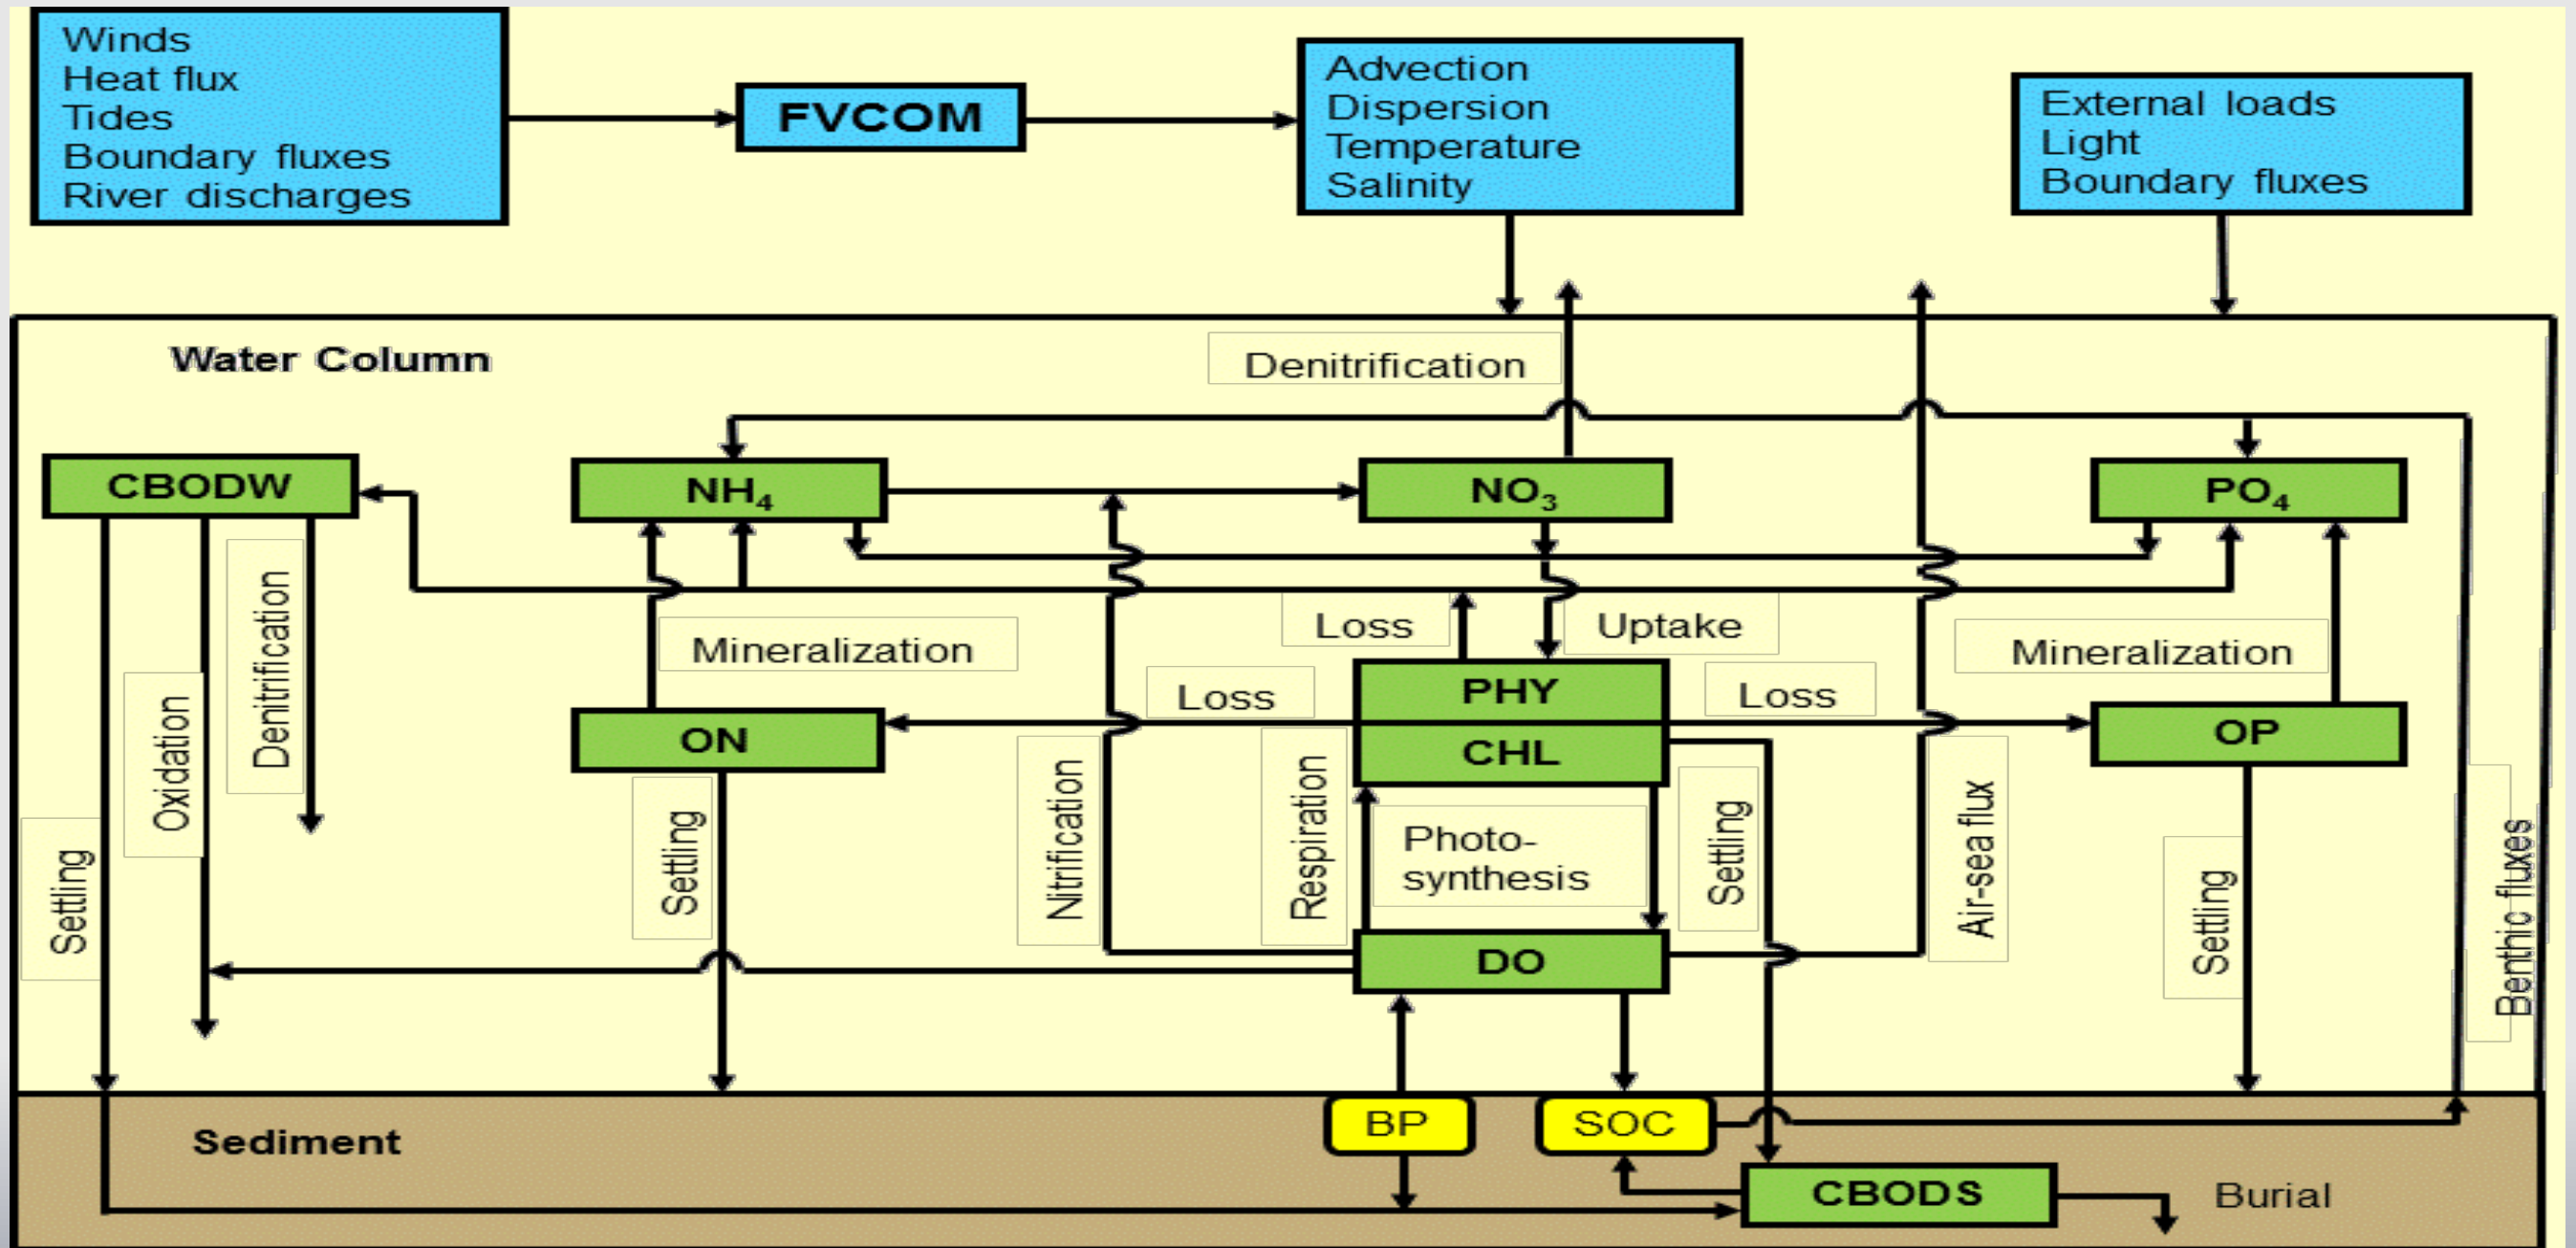 Winds
Heat flux
Tides
Boundary fluxes
River discharges
FVCOM
Advection
Dispersion
Temperature
Salinity
External loads
Light
Boundary fluxes
Water Column
Denitrification
CBODW
NH₄
NO₃
PO₄
Denitrification
Oxidation
Settling
Mineralization
Loss
Uptake
Mineralization
Loss
PHY
Loss
ON
CHL
OP
Settling
Nitrification
Respiration
Photo-
synthesis
Settling
Air-sea flux
Settling
Benthic fluxes
DO
Sediment
BP
SOC
CBODS
Burial